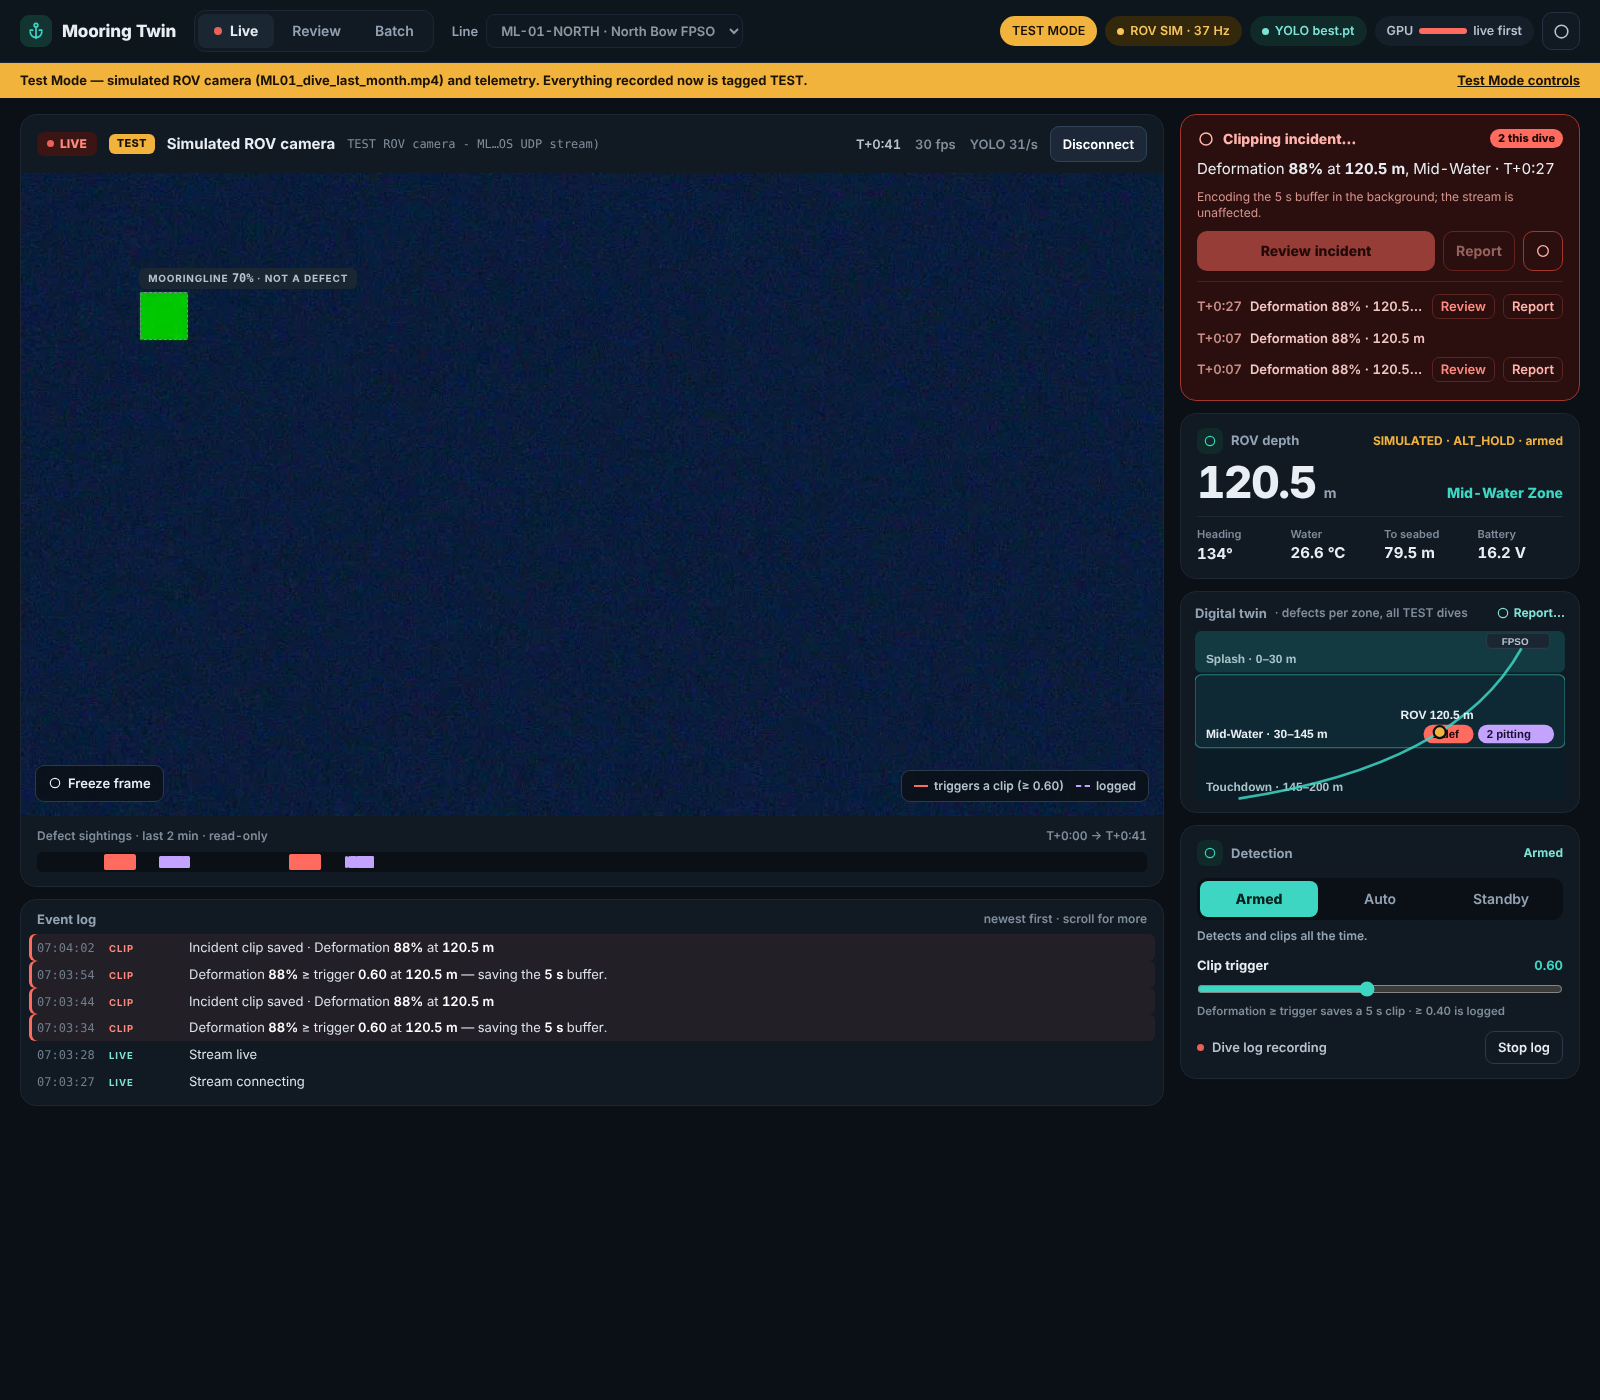 Mooring Twin
Live
Review
Batch
Line
ML-01-NORTH · North Bow FPSO
TEST MODE
ROV SIM · 37 Hz
YOLO best.pt
GPU
live first
Test Mode — simulated ROV camera (ML01_dive_last_month.mp4) and telemetry. Everything recorded now is tagged TEST.
Test Mode controls
LIVE
TEST
Simulated ROV camera
TEST ROV camera - ML…OS UDP stream)
T+0:41
30 fps
YOLO 31/s
Disconnect
MOORINGLINE 70% · NOT A DEFECT
Freeze frame
triggers a clip (≥ 0.60)
logged
Defect sightings · last 2 min · read-only
T+0:00 → T+0:41
Event log
newest first · scroll for more
07:04:02 CLIP Incident clip saved · Deformation 88% at 120.5 m
07:03:54 CLIP Deformation 88% ≥ trigger 0.60 at 120.5 m — saving the 5 s buffer.
07:03:44 CLIP Incident clip saved · Deformation 88% at 120.5 m
07:03:34 CLIP Deformation 88% ≥ trigger 0.60 at 120.5 m — saving the 5 s buffer.
07:03:28 LIVE Stream live
07:03:27 LIVE Stream connecting
Clipping incident…
2 this dive
Deformation 88% at 120.5 m, Mid-Water · T+0:27
Encoding the 5 s buffer in the background; the stream is
unaffected.
Review incident
Report
T+0:27 Deformation 88% · 120.5… Review Report
T+0:07 Deformation 88% · 120.5 m
T+0:07 Deformation 88% · 120.5… Review Report
ROV depth
SIMULATED · ALT_HOLD · armed
120.5 m
Mid-Water Zone
Heading
134°
Water
26.6 °C
To seabed
79.5 m
Battery
16.2 V
Digital twin · defects per zone, all TEST dives
Report…
FPSO
Splash · 0–30 m
ROV 120.5 m
Mid-Water · 30–145 m
2 pitting
Touchdown · 145–200 m
Detection
Armed
Armed
Auto
Standby
Detects and clips all the time.
Clip trigger
0.60
Deformation ≥ trigger saves a 5 s clip · ≥ 0.40 is logged
Dive log recording
Stop log